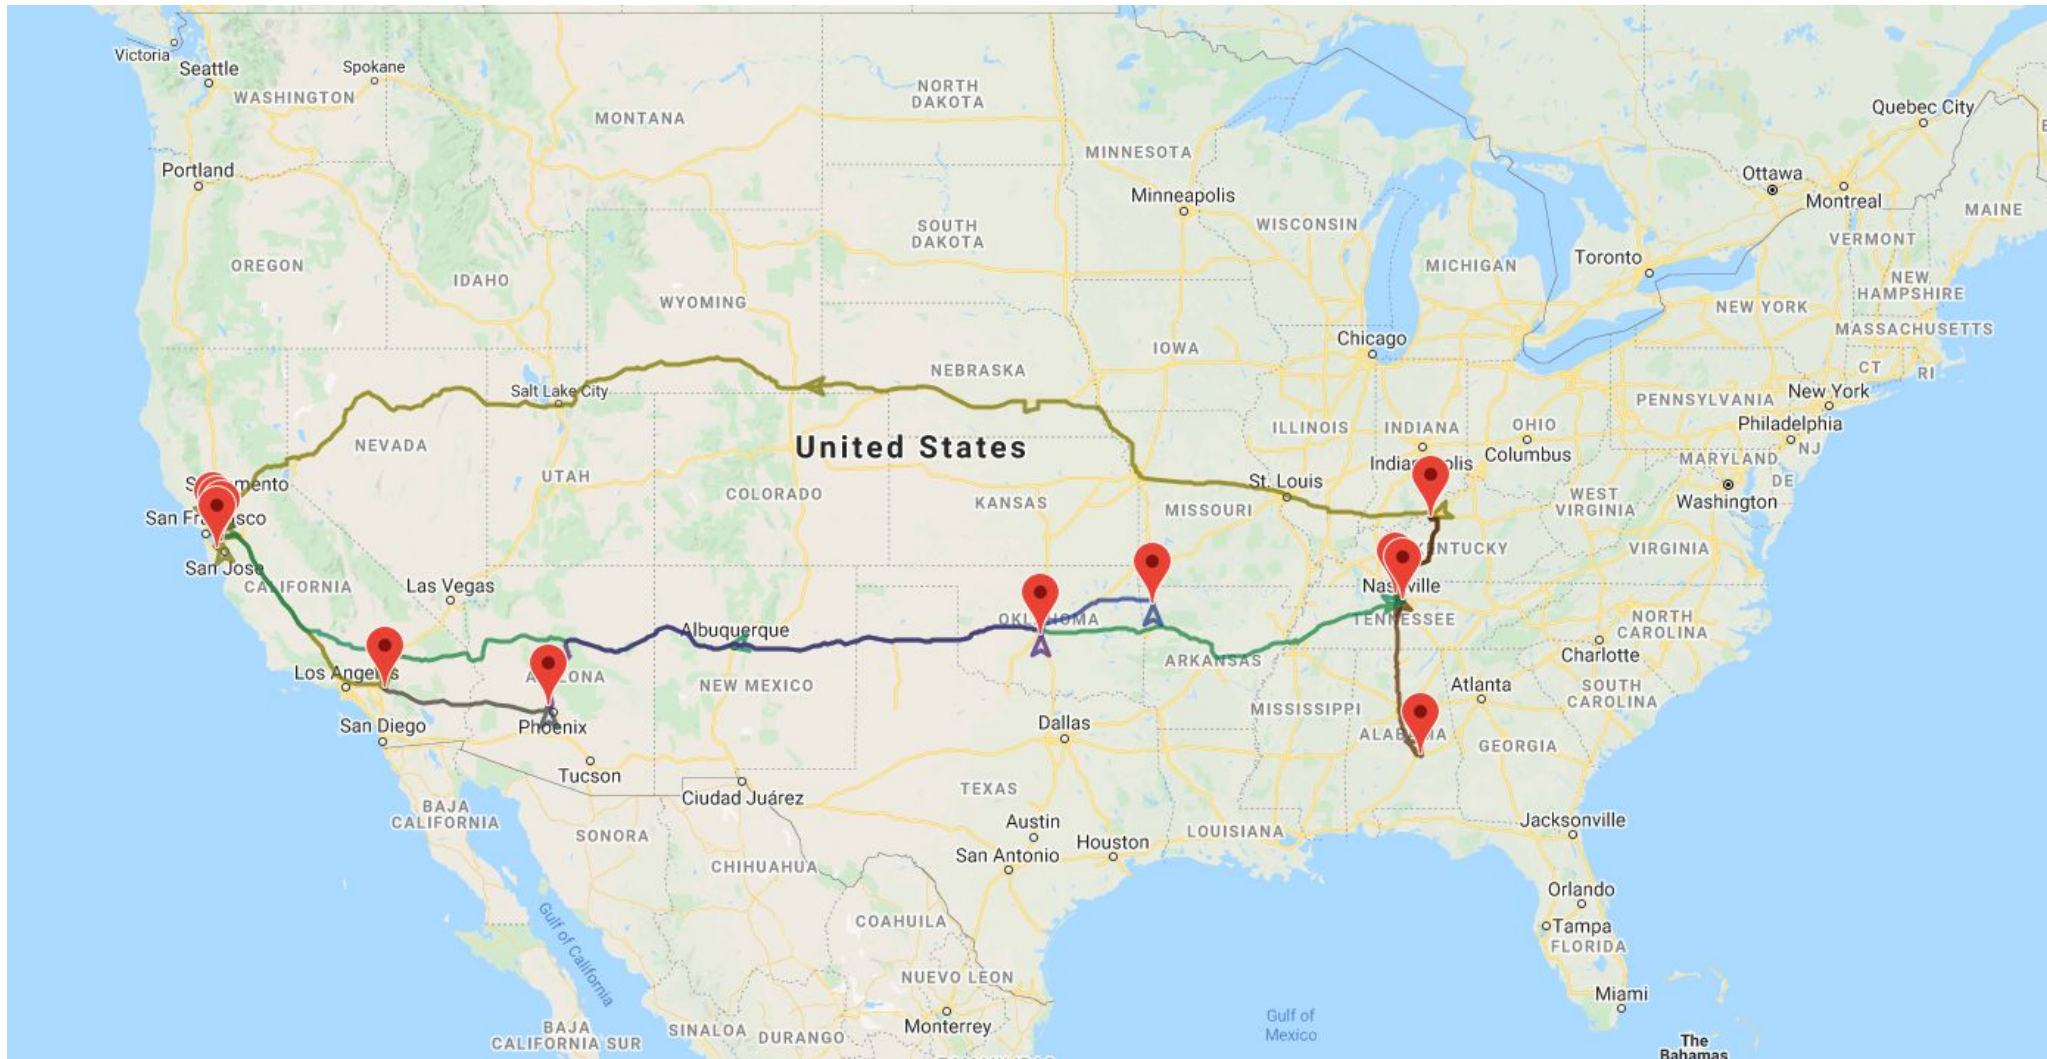 Victoria
Seattle
Spokane
WASHINGTON
MONTANA
NORTH
DAKOTA
MINNESOTA
Quebec City
Portland
Minneapolis
Ottawa
Montreal
MAINE
SOUTH
DAKOTA
WISCONSIN
MICHIGAN
Toronto
VERMONT
OREGON
IDAHO
WYOMING
NEW
HAMPSHIRE
NEW YORK
MASSACHUSETTS
Chicago
IOWA
NEBRASKA
CT
RI
Salt Lake City
PENNSYLVANIA
New York
Philadelphia
NEVADA
United States
ILLINOIS
INDIANA
OHIO
Columbus
NJ
MARYLAND
UTAH
COLORADO
KANSAS
St. Louis
MISSOURI
WEST
VIRGINIA
Washington
DE
San Jose
CALIFORNIA
Las Vegas
VIRGINIA
Albuquerque
TENNESSEE
NORTH
CAROLINA
Charlotte
ARKANSAS
Los Angeles
NEW MEXICO
Atlanta
SOUTH
CAROLINA
MISSISSIPPI
San Diego
Phoenix
Dallas
GEORGIA
Tucson
Ciudad Juárez
TEXAS
BAJA
CALIFORNIA
SONORA
Austin
LOUISIANA
Jacksonville
San Antonio
Houston
CHIHUAHUA
Orlando
COAHUILA
Tampa
FLORIDA
Gulf of California
NUEVO LEON
Miami
Monterrey
Gulf of
Mexico
BAJA
CALIFORNIA SUR
SINALOA
DURANGO
The
Bahamas